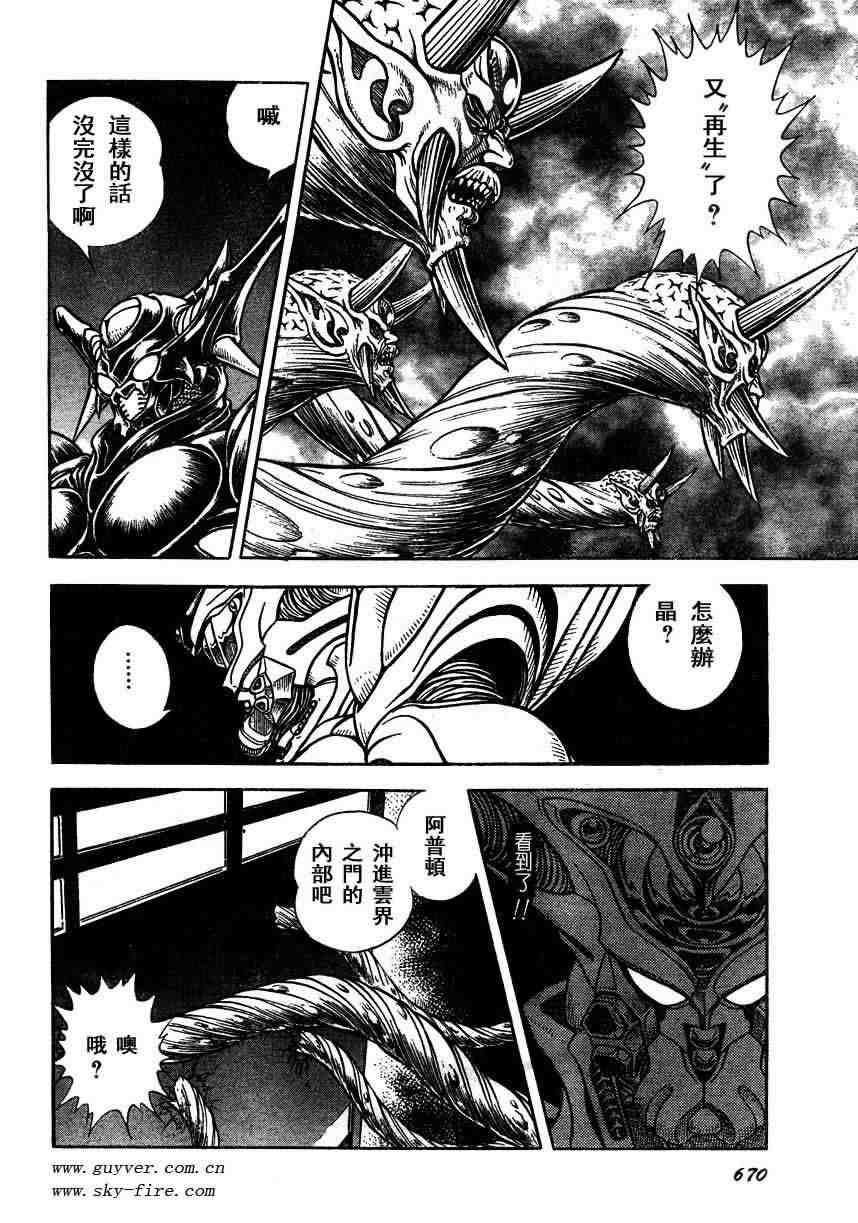 又〝再生〟了？
嘁
這樣的話
沒完沒了啊
怎麼辦
晶？
……
看到了!!
阿普頓
沖進雲界
之門的
內部吧
噢
哦？
670
www.guyver.com.cn
www.sky-fire.com